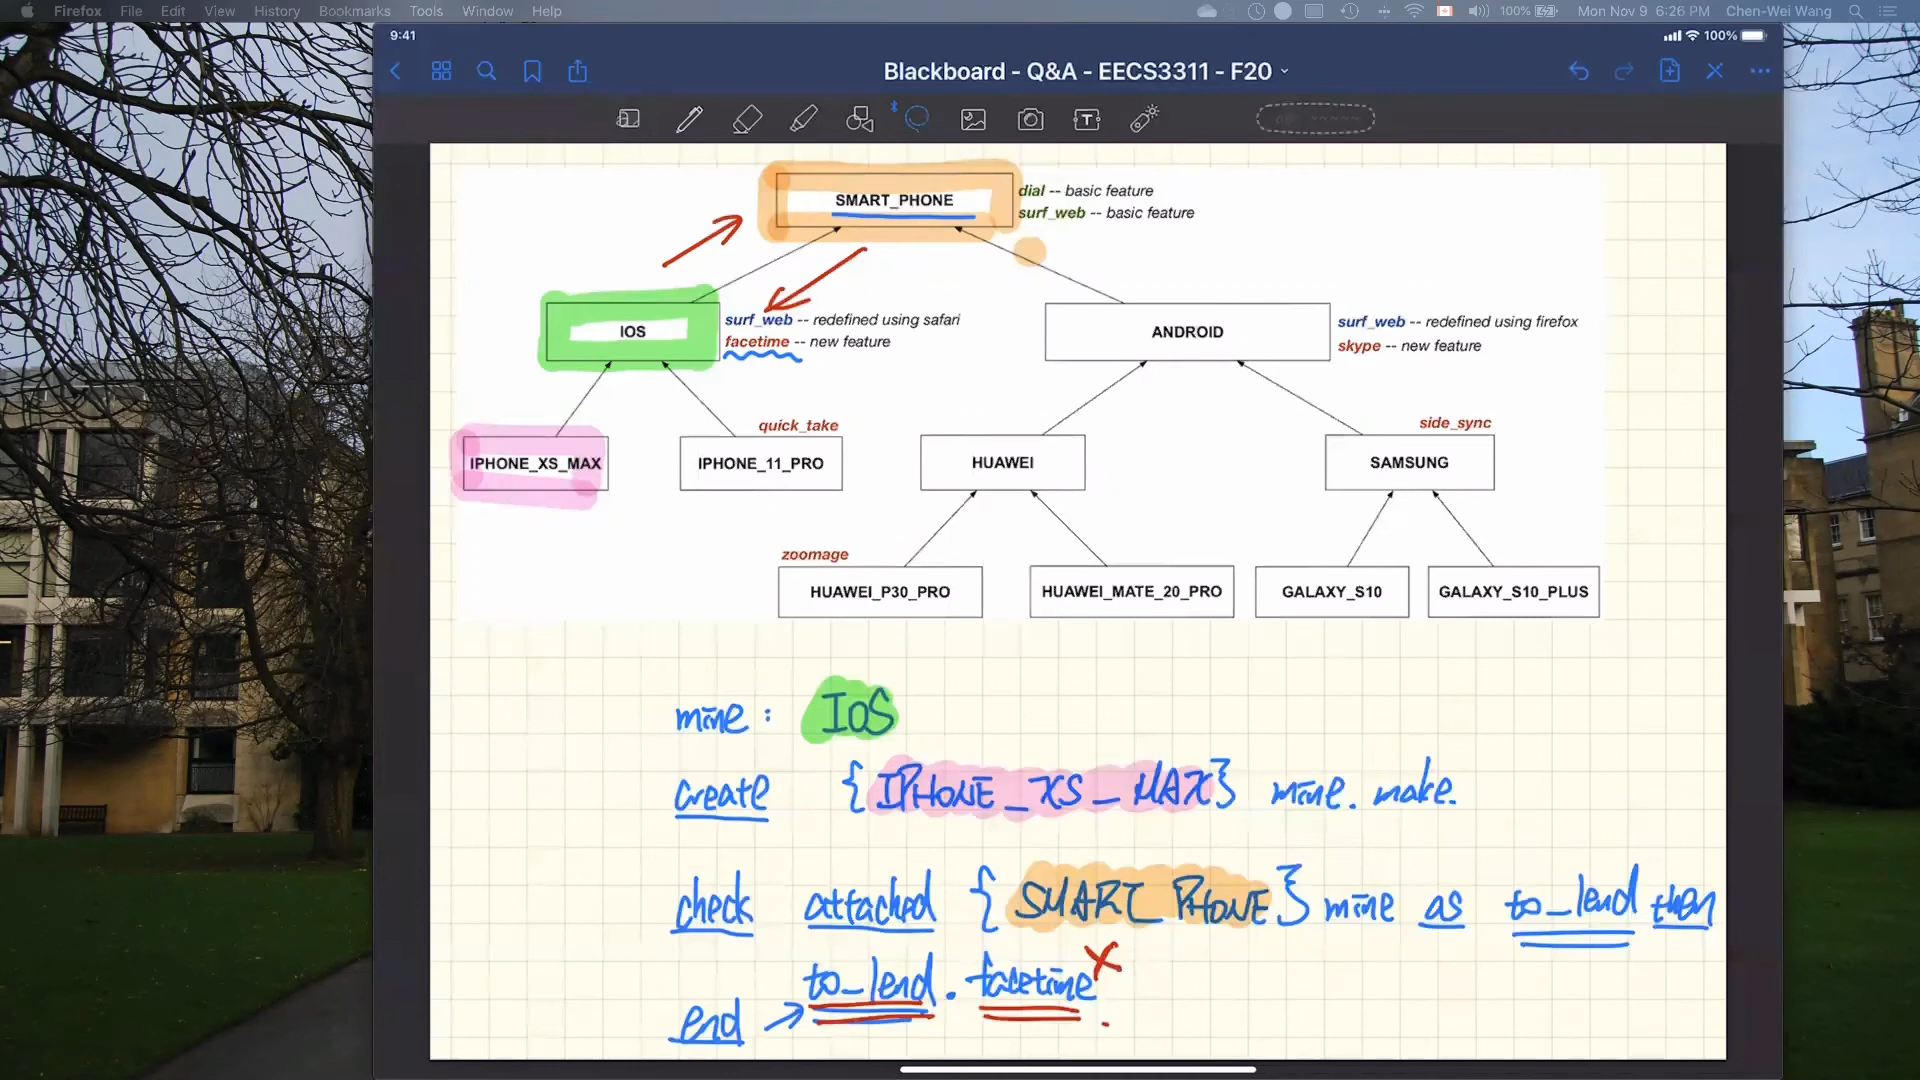 Firefox File Edit View History Bookmarks Tools Window Help 100% Mon Nov 9 6:26 PM Chen-Wei Wang
9:41 100%
Blackboard - Q&A - EECS3311 - F20
SMART_PHONE
dial -- basic feature
surf_web -- basic feature
IOS
surf_web -- redefined using safari
facetime -- new feature
ANDROID
surf_web -- redefined using firefox
skype -- new feature
IPHONE_XS_MAX
quick_take
IPHONE_11_PRO
HUAWEI
side_sync
SAMSUNG
zoomage
HUAWEI_P30_PRO
HUAWEI_MATE_20_PRO
GALAXY_S10
GALAXY_S10_PLUS
mine : IOS
create {IPHONE_XS_MAX} mine. make.
check attached {SMART_PHONE} mine as to_lend then
to_lend . facetime
end